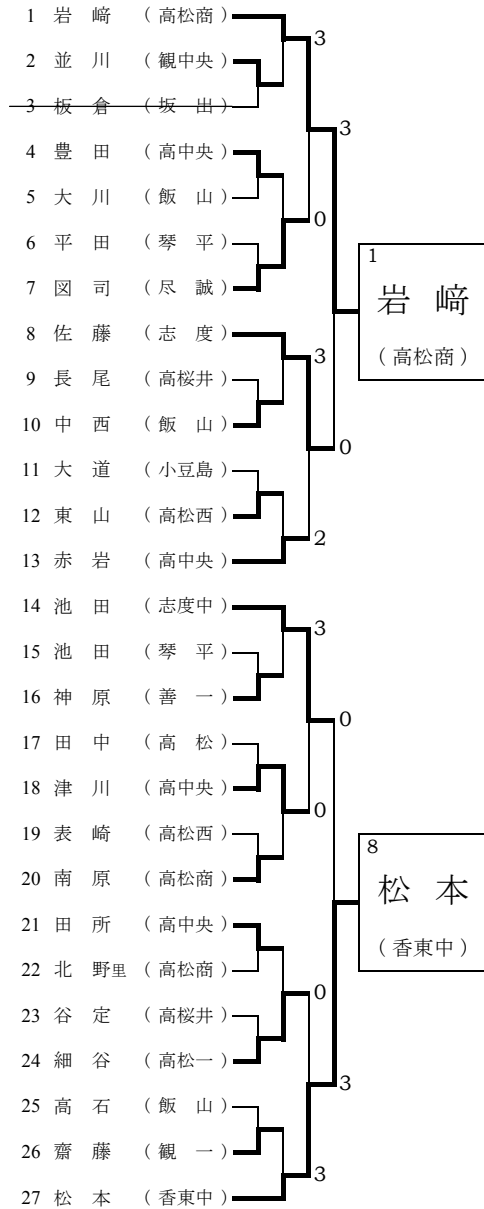 1 岩 﨑 (高松商)
3
2 並 川 (観中央)
3 板 倉 (坂 出)
3
4 豊 田 (高中央)
5 大 川 (飯 山)
0
6 平 田 (琴 平)
7 図 司 (尽 誠)
1
岩 﨑
(高松商)
8 佐 藤 (志 度)
3
9 長 尾 (高桜井)
10 中 西 (飯 山)
0
11 大 道 (小豆島)
12 東 山 (高松西)
2
13 赤 岩 (高中央)
14 池 田 (志度中)
3
15 池 田 (琴 平)
16 神 原 (善 一)
0
17 田 中 (高 松)
18 津 川 (高中央)
0
19 表 崎 (高松西)
20 南 原 (高松商)
8
松 本
(香東中)
21 田 所 (高中央)
22 北 野里 (高松商)
0
23 谷 定 (高桜井)
24 細 谷 (高松一)
3
25 高 石 (飯 山)
26 齋 藤 (観 一)
3
27 松 本 (香東中)